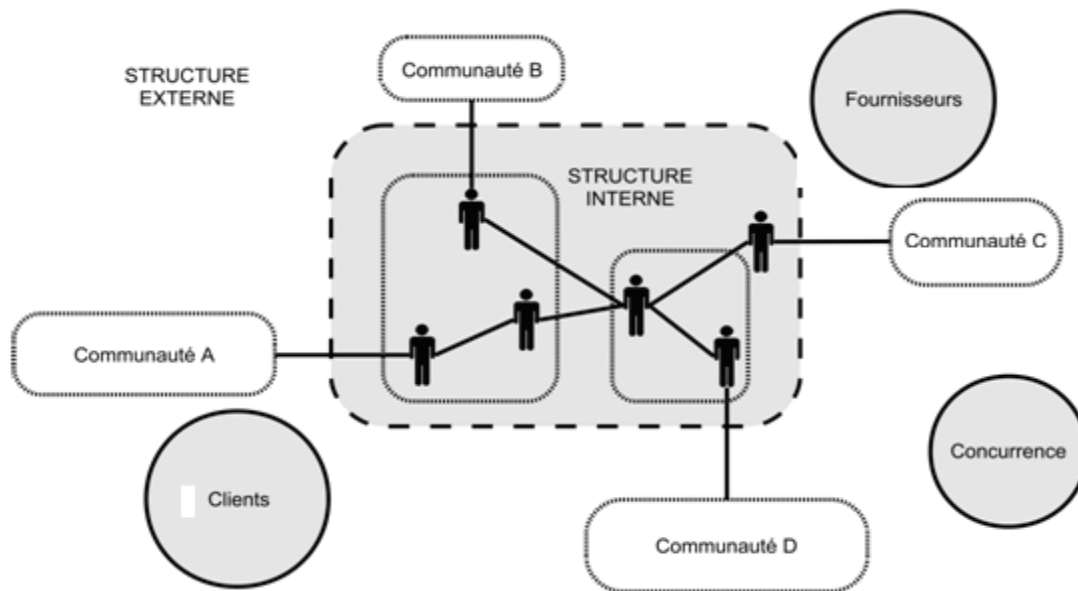 STRUCTURE
EXTERNE
Communauté B
Fournisseurs
STRUCTURE
INTERNE
Communauté C
Communauté A
Concurrence
Clients
Communauté D